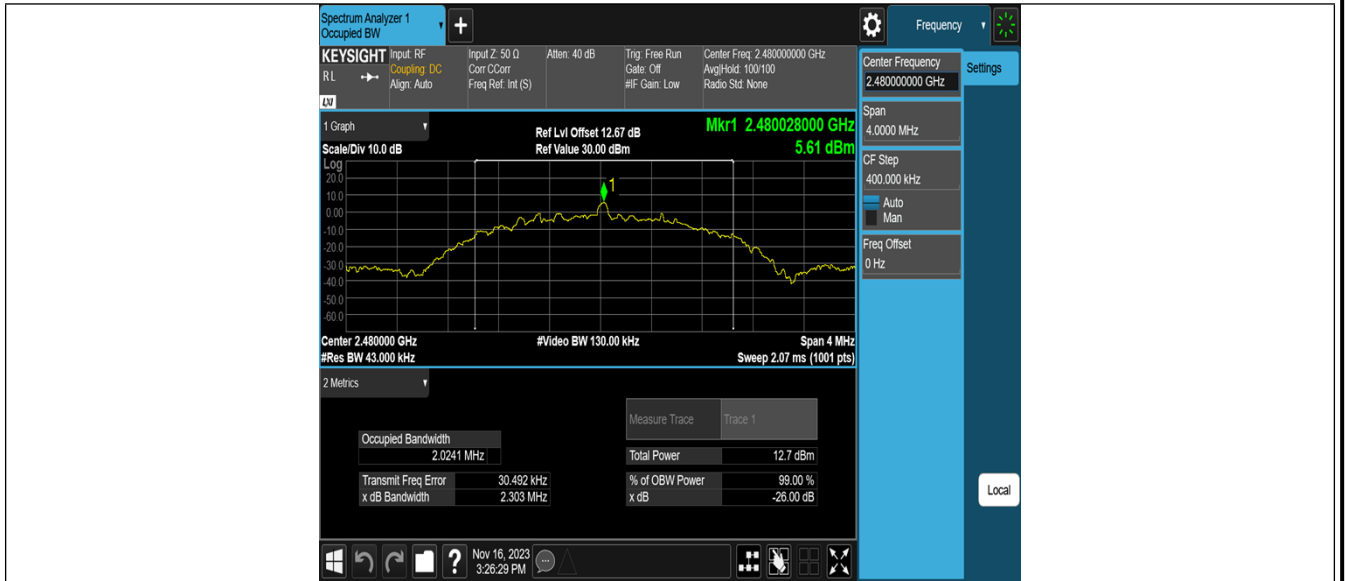 Spectrum Analyzer 1
Occupied BW
+
Frequency
KEYSIGHT
RL
LXI
Input: RF
Coupling: DC
Align: Auto
Input Z: 50 Ω
Corr CCorr
Freq Ref: Int (S)
Atten: 40 dB
Trig: Free Run
Gate: Off
#IF Gain: Low
Center Freq: 2.480000000 GHz
Avg|Hold: 100/100
Radio Std: None
Center Frequency
2.480000000 GHz
Settings
Span
4.0000 MHz
CF Step
400.000 kHz
Auto
Man
Freq Offset
0 Hz
Local
1 Graph
Scale/Div 10.0 dB
Ref Lvl Offset 12.67 dB
Ref Value 30.00 dBm
Mkr1 2.480028000 GHz
5.61 dBm
Log
20.0
10.0
0.00
-10.0
-20.0
-30.0
-40.0
-50.0
-60.0
1
Center 2.480000 GHz
#Video BW 130.00 kHz
Span 4 MHz
#Res BW 43.000 kHz
Sweep 2.07 ms (1001 pts)
2 Metrics
Measure Trace Trace 1
Occupied Bandwidth
2.0241 MHz
Total Power 12.7 dBm
Transmit Freq Error 30.492 kHz
% of OBW Power 99.00 %
x dB Bandwidth 2.303 MHz
x dB -26.00 dB
?
Nov 16, 2023
3:26:29 PM